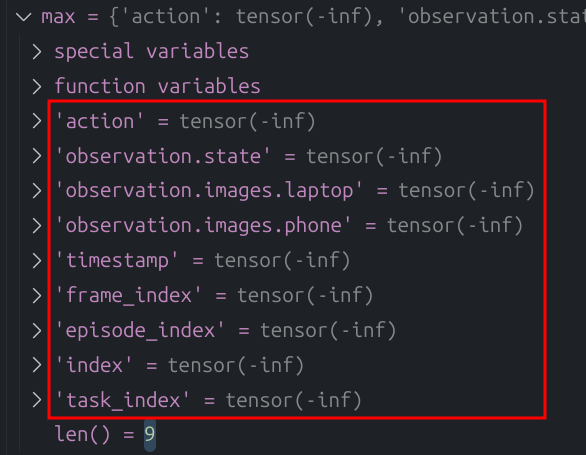 max = {'action': tensor(-inf), 'observation.stat
special variables
function variables
'action' = tensor(-inf)
'observation.state' = tensor(-inf)
'observation.images.laptop' = tensor(-inf)
'observation.images.phone' = tensor(-inf)
'timestamp' = tensor(-inf)
'frame_index' = tensor(-inf)
'episode_index' = tensor(-inf)
'index' = tensor(-inf)
'task_index' = tensor(-inf)
len() = 9